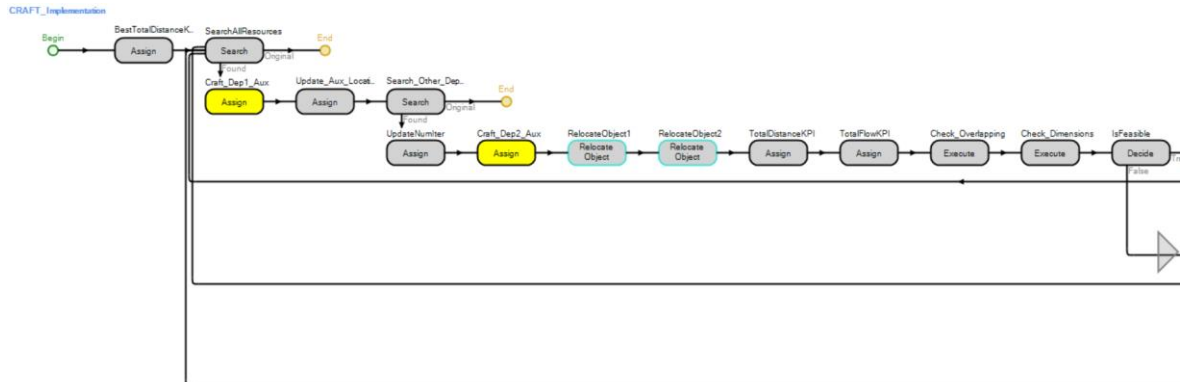 CRAFT_Implementation
Begin
BestTotalDistanceK..
Assign
SearchAllResources
Search
Original
End
Found
Craft_Dep1_Aux
Assign
Update_Aux_Locati..
Assign
Search_Other_Dep..
Search
Original
End
Found
UpdateNumIter
Assign
Craft_Dep2_Aux
Assign
RelocateObject1
Relocate
Object
RelocateObject2
Relocate
Object
TotalDistanceKPI
Assign
TotalFlowKPI
Assign
Check_Overlapping
Execute
Check_Dimensions
Execute
IsFeasible
Decide
False